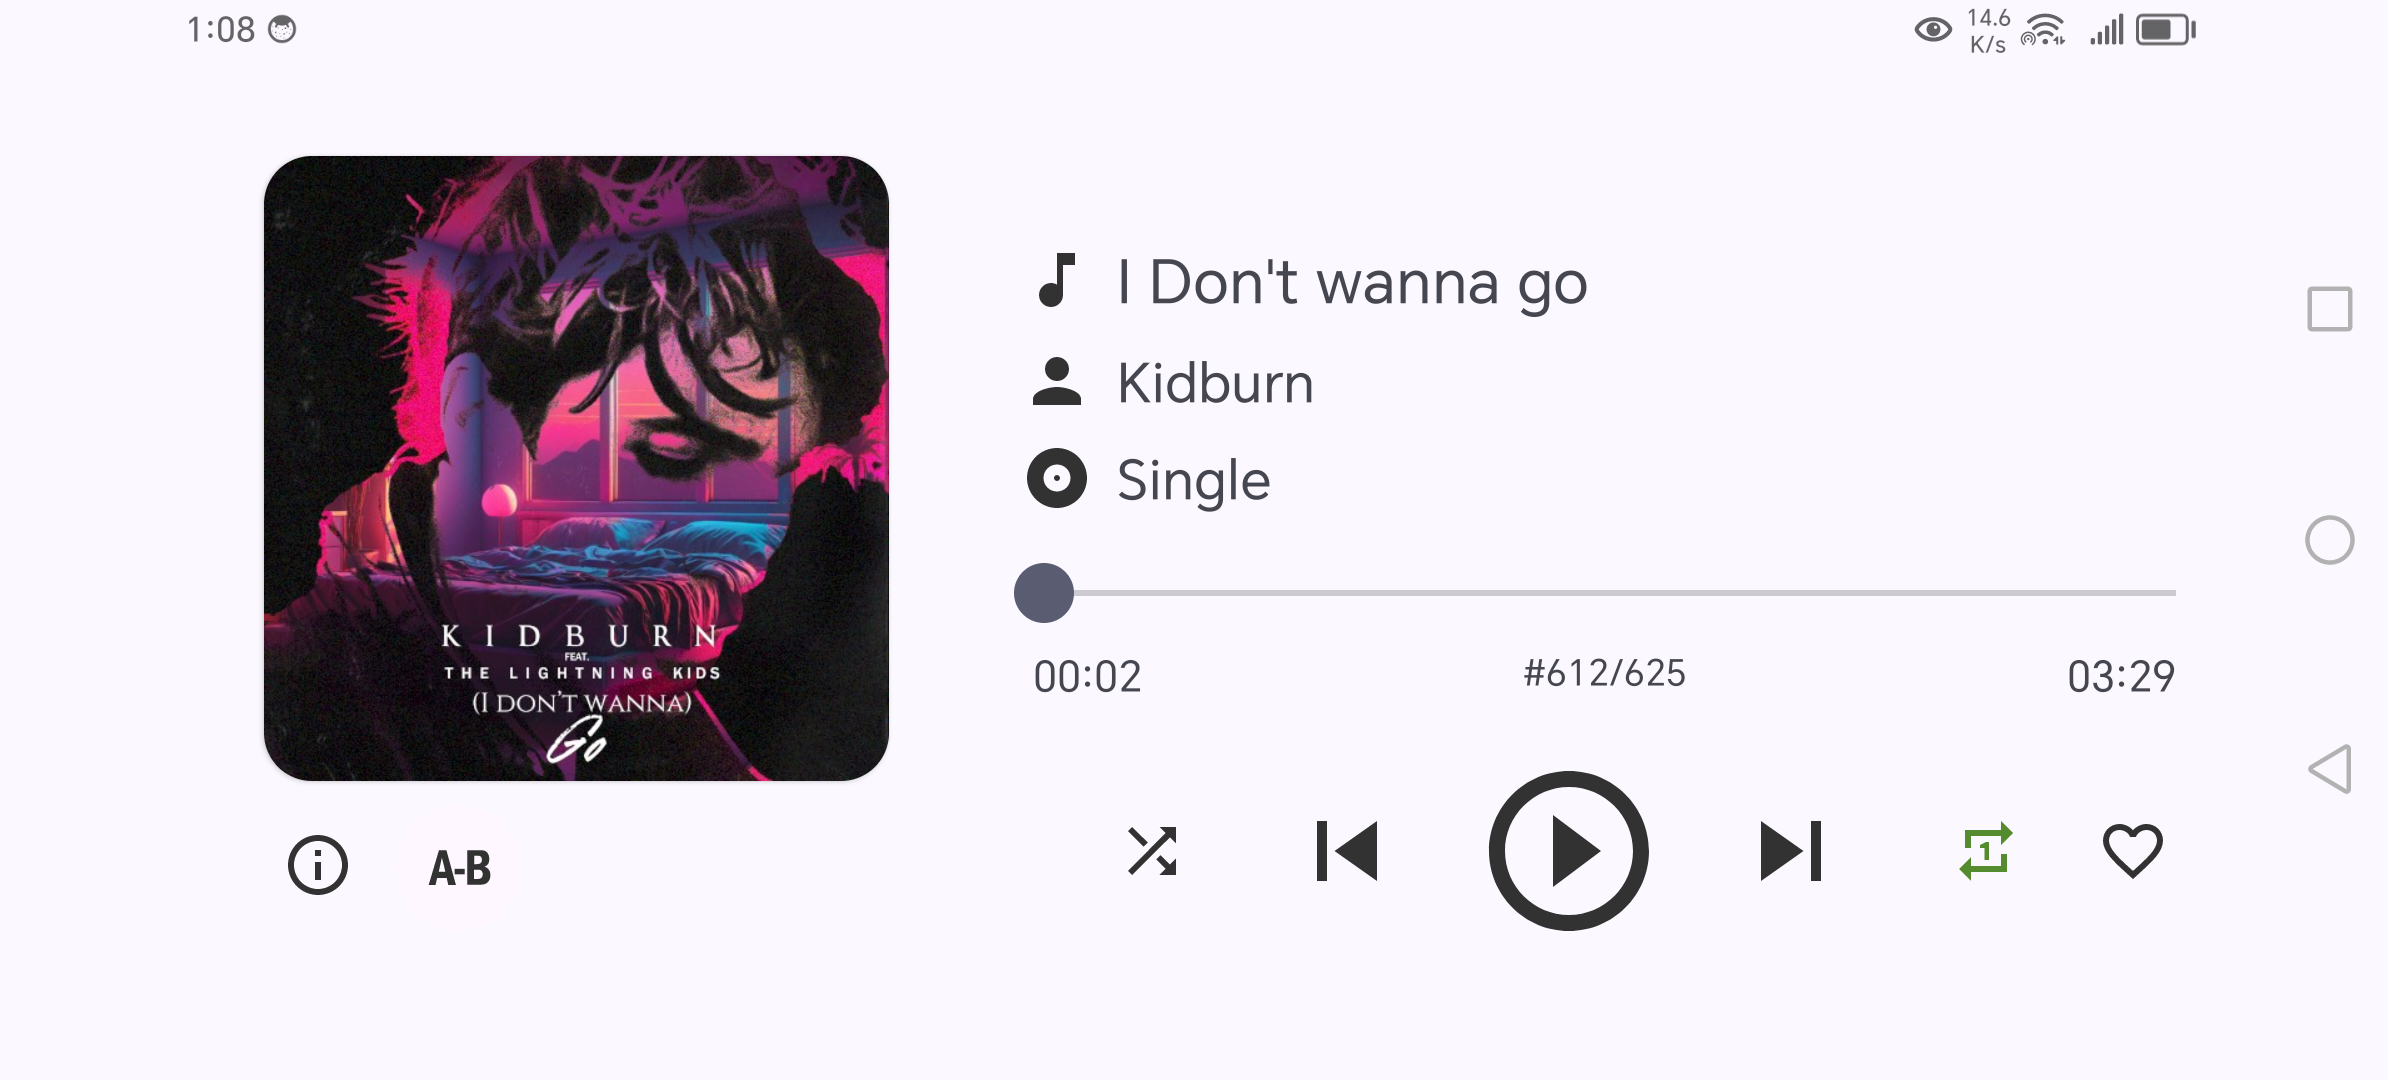 1:08
14.6
K/s
KIDBURN
FEAT.
THE LIGHTNING KIDS
(I DON'T WANNA)
Go
I Don't wanna go
Kidburn
Single
00:02
#612/625
03:29
A-B
1